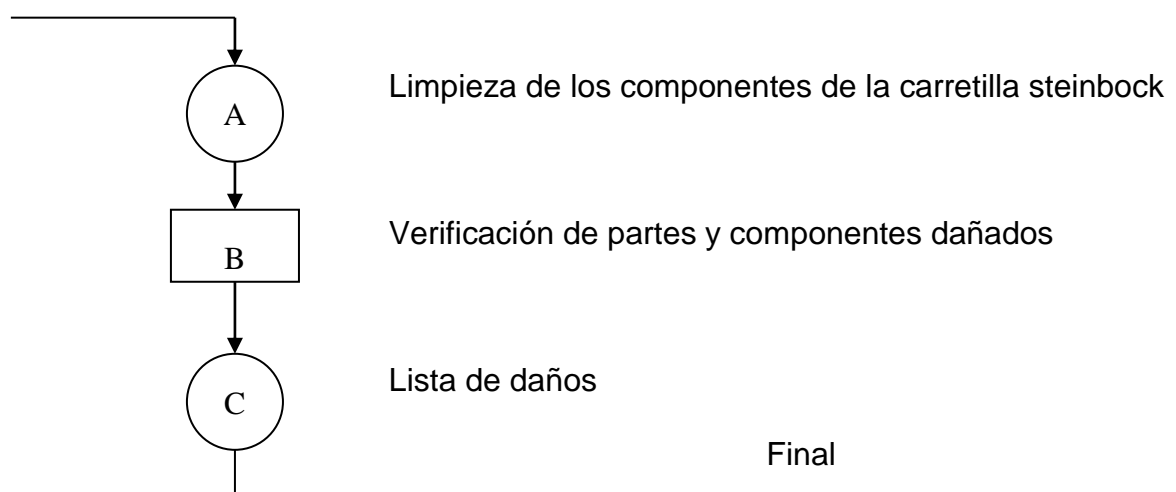 A Limpieza de los componentes de la carretilla steinbock
B Verificación de partes y componentes dañados
C Lista de daños
Final